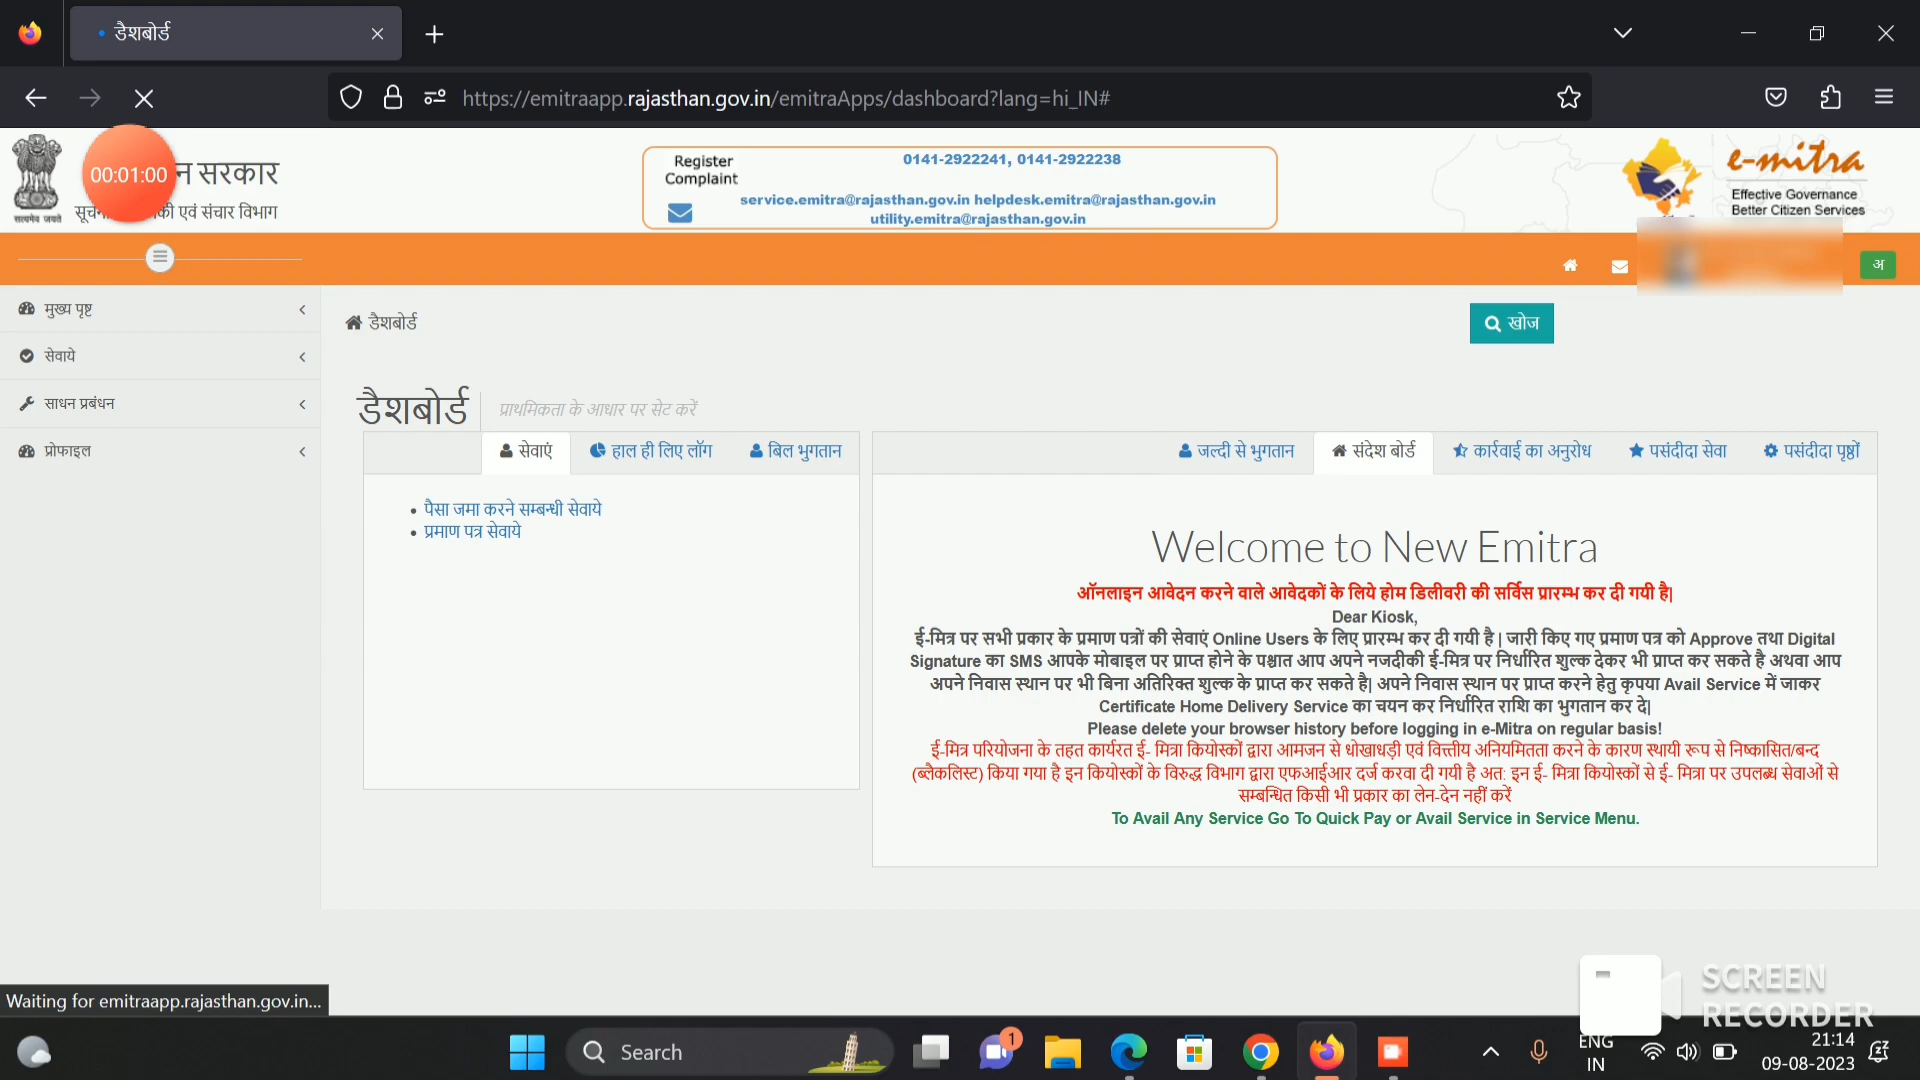 डैशबोर्ड
https://emitraapp.rajasthan.gov.in/emitraApps/dashboard?lang=hi_IN#
00:01:00
सरकार
एवं संचार विभाग
सत्यमेव जयते
Register
Complaint
0141-2922241, 0141-2922238
service.emitra@rajasthan.gov.in helpdesk.emitra@rajasthan.gov.in
utility.emitra@rajasthan.gov.in
e-mitra
Effective Governance
Better Citizen Services
अ
मुख्य पृष्ट
सेवाये
साधन प्रबंधन
प्रोफाइल
डैशबोर्ड
खोज
डैशबोर्ड
प्राथमिकता के आधार पर सेट करें
सेवाएं
हाल ही लिए लॉग
बिल भुगतान
पैसा जमा करने सम्बन्धी सेवाये
प्रमाण पत्र सेवाये
जल्दी से भुगतान
संदेश बोर्ड
कार्रवाई का अनुरोध
पसंदीदा सेवा
पसंदीदा पृष्ठों
Welcome to New Emitra
ऑनलाइन आवेदन करने वाले आवेदकों के लिये होम डिलीवरी की सर्विस प्रारम्भ कर दी गयी है|
Dear Kiosk,
ई-मित्र पर सभी प्रकार के प्रमाण पत्रों की सेवाएं Online Users के लिए प्रारम्भ कर दी गयी है | जारी किए गए प्रमाण पत्र को Approve तथा Digital
Signature का SMS आपके मोबाइल पर प्राप्त होने के पश्चात आप अपने नजदीकी ई-मित्र पर निर्धारित शुल्क देकर भी प्राप्त कर सकते है अथवा आप
अपने निवास स्थान पर भी बिना अतिरिक्त शुल्क के प्राप्त कर सकते है| अपने निवास स्थान पर प्राप्त करने हेतु कृपया Avail Service में जाकर
Certificate Home Delivery Service का चयन कर निर्धारित राशि का भुगतान कर दे|
Please delete your browser history before logging in e-Mitra on regular basis!
ई-मित्र परियोजना के तहत कार्यरत ई- मित्रा कियोस्कों द्वारा आमजन से धोखाधड़ी एवं वित्तीय अनियमितता करने के कारण स्थायी रूप से निष्कासित/बन्द
(ब्लैकलिस्ट) किया गया है इन कियोस्कों के विरुद्ध विभाग द्वारा एफआईआर दर्ज करवा दी गयी है अत: इन ई- मित्रा कियोस्कों से ई- मित्रा पर उपलब्ध सेवाओं से
सम्बन्धित किसी भी प्रकार का लेन-देन नहीं करें
To Avail Any Service Go To Quick Pay or Avail Service in Service Menu.
Waiting for emitraapp.rajasthan.gov.in...
SCREEN
RECORDER
Search
1
ENG
IN
21:14
09-08-2023